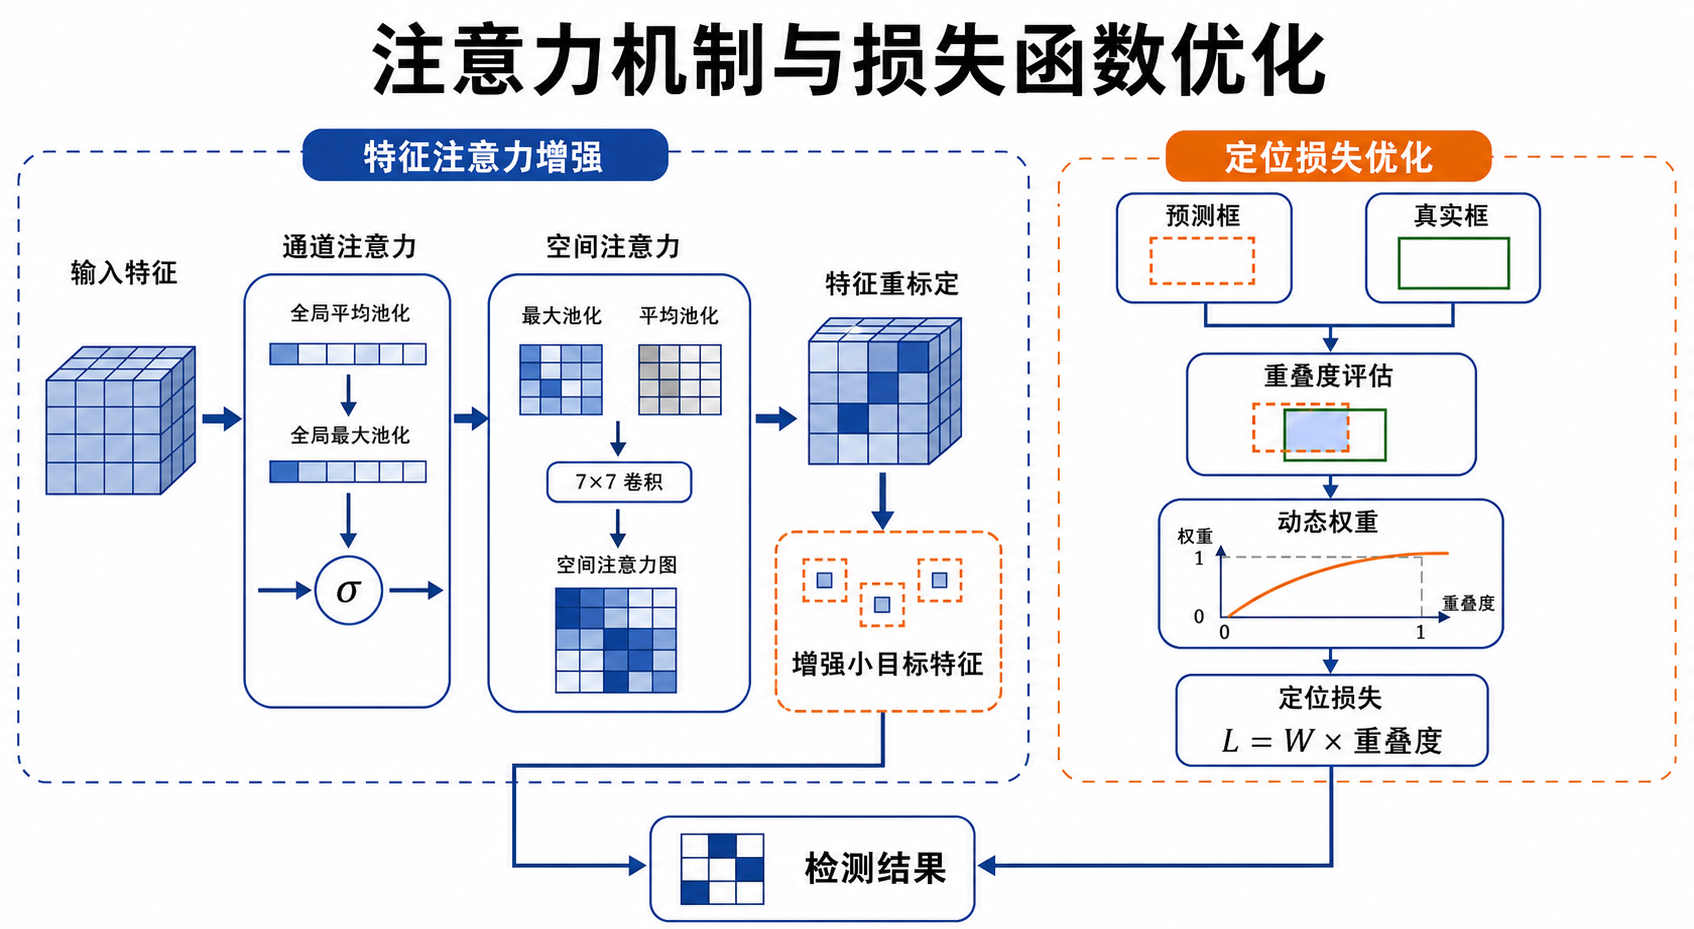 注意力机制与损失函数优化
特征注意力增强
输入特征
通道注意力
全局平均池化
全局最大池化
σ
空间注意力
最大池化
平均池化
7×7 卷积
空间注意力图
特征重标定
增强小目标特征
定位损失优化
预测框
真实框
重叠度评估
动态权重
权重
1
0
0
1
重叠度
定位损失
L = W × 重叠度
检测结果